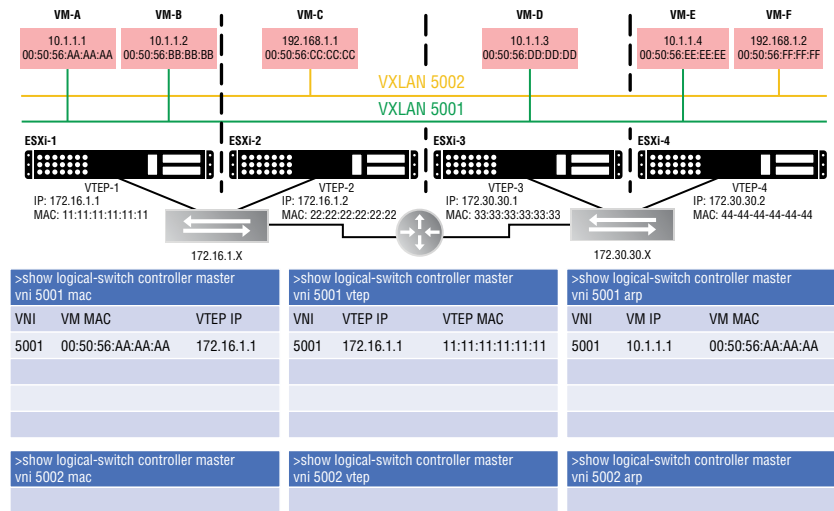 VM-A VM-B VM-C VM-D VM-E VM-F
10.1.1.1 10.1.1.2 192.168.1.1 10.1.1.3 10.1.1.4 192.168.1.2
00:50:56:AA:AA:AA 00:50:56:BB:BB:BB 00:50:56:CC:CC:CC 00:50:56:DD:DD:DD 00:50:56:EE:EE:EE 00:50:56:FF:FF:FF
VXLAN 5002
VXLAN 5001
ESXi-1 ESXi-2 ESXi-3 ESXi-4
VTEP-1 VTEP-2 VTEP-3 VTEP-4
IP: 172.16.1.1 IP: 172.16.1.2 IP: 172.30.30.1 IP: 172.30.30.2
MAC: 11:11:11:11:11:11 MAC: 22:22:22:22:22:22 MAC: 33:33:33:33:33:33 MAC: 44-44-44-44-44-44
172.16.1.X 172.30.30.X
>show logical-switch controller master
vni 5001 mac
VNI VM MAC VTEP IP
5001 00:50:56:AA:AA:AA 172.16.1.1
>show logical-switch controller master
vni 5001 vtep
VNI VTEP IP VTEP MAC
5001 172.16.1.1 11:11:11:11:11:11
>show logical-switch controller master
vni 5001 arp
VNI VM IP VM MAC
5001 10.1.1.1 00:50:56:AA:AA:AA
>show logical-switch controller master
vni 5002 mac
>show logical-switch controller master
vni 5002 vtep
>show logical-switch controller master
vni 5002 arp